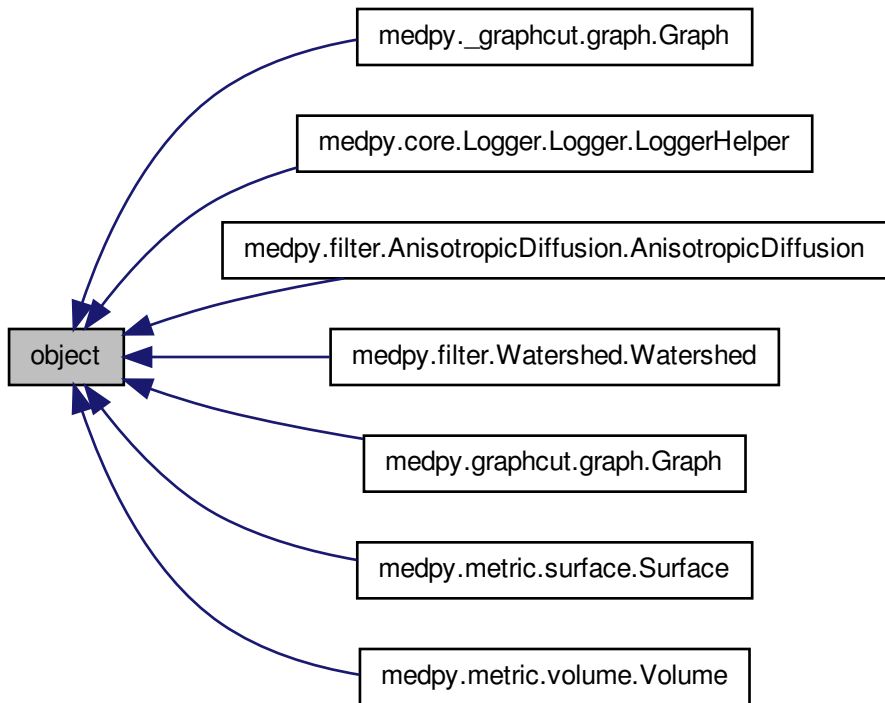 medpy._graphcut.graph.Graph
medpy.core.Logger.Logger.LoggerHelper
medpy.filter.AnisotropicDiffusion.AnisotropicDiffusion
object
medpy.filter.Watershed.Watershed
medpy.graphcut.graph.Graph
medpy.metric.surface.Surface
medpy.metric.volume.Volume